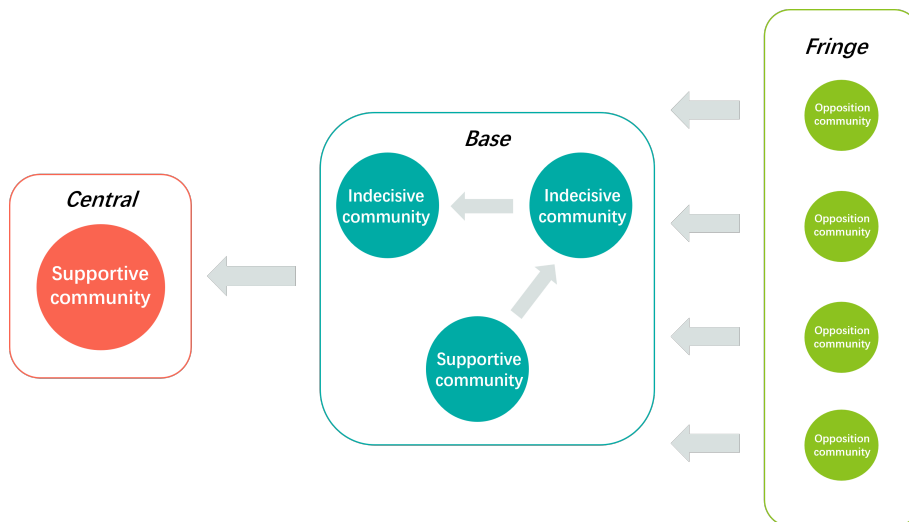 Central
Supportive
community
Base
Indecisive
community
Indecisive
community
Supportive
community
Fringe
Opposition
community
Opposition
community
Opposition
community
Opposition
community